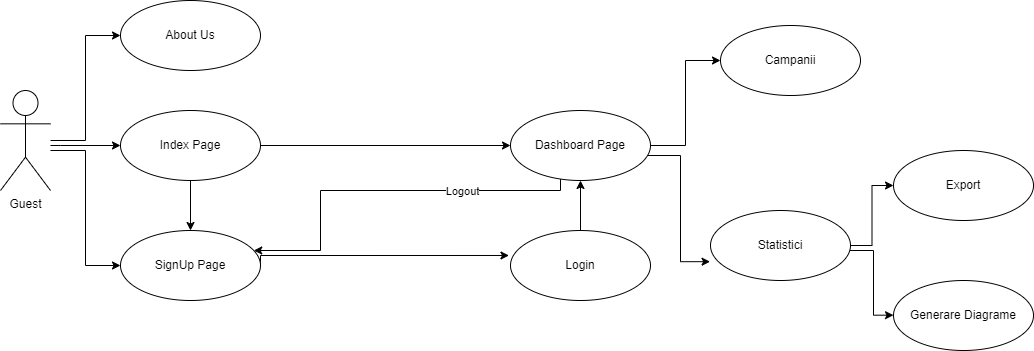 About Us
Campanii
Index Page
Dashboard Page
Export
Logout
Guest
Statistici
SignUp Page
Login
Generare Diagrame